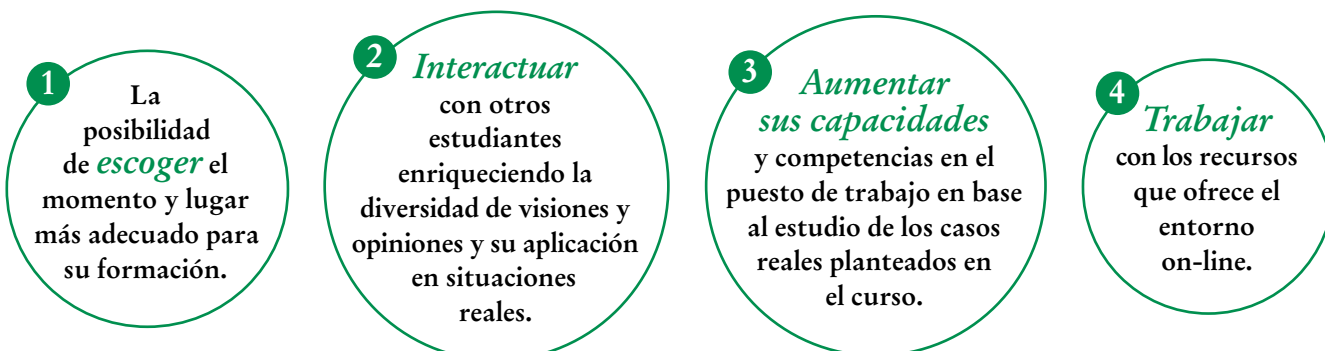 1
La
posibilidad
de escoger el
momento y lugar
más adecuado para
su formación.
2
Interactuar
con otros
estudiantes
enriqueciendo la
diversidad de visiones y
opiniones y su aplicación
en situaciones
reales.
3
Aumentar
sus capacidades
y competencias en el
puesto de trabajo en base
al estudio de los casos
reales planteados en
el curso.
4
Trabajar
con los recursos
que ofrece el
entorno
on-line.